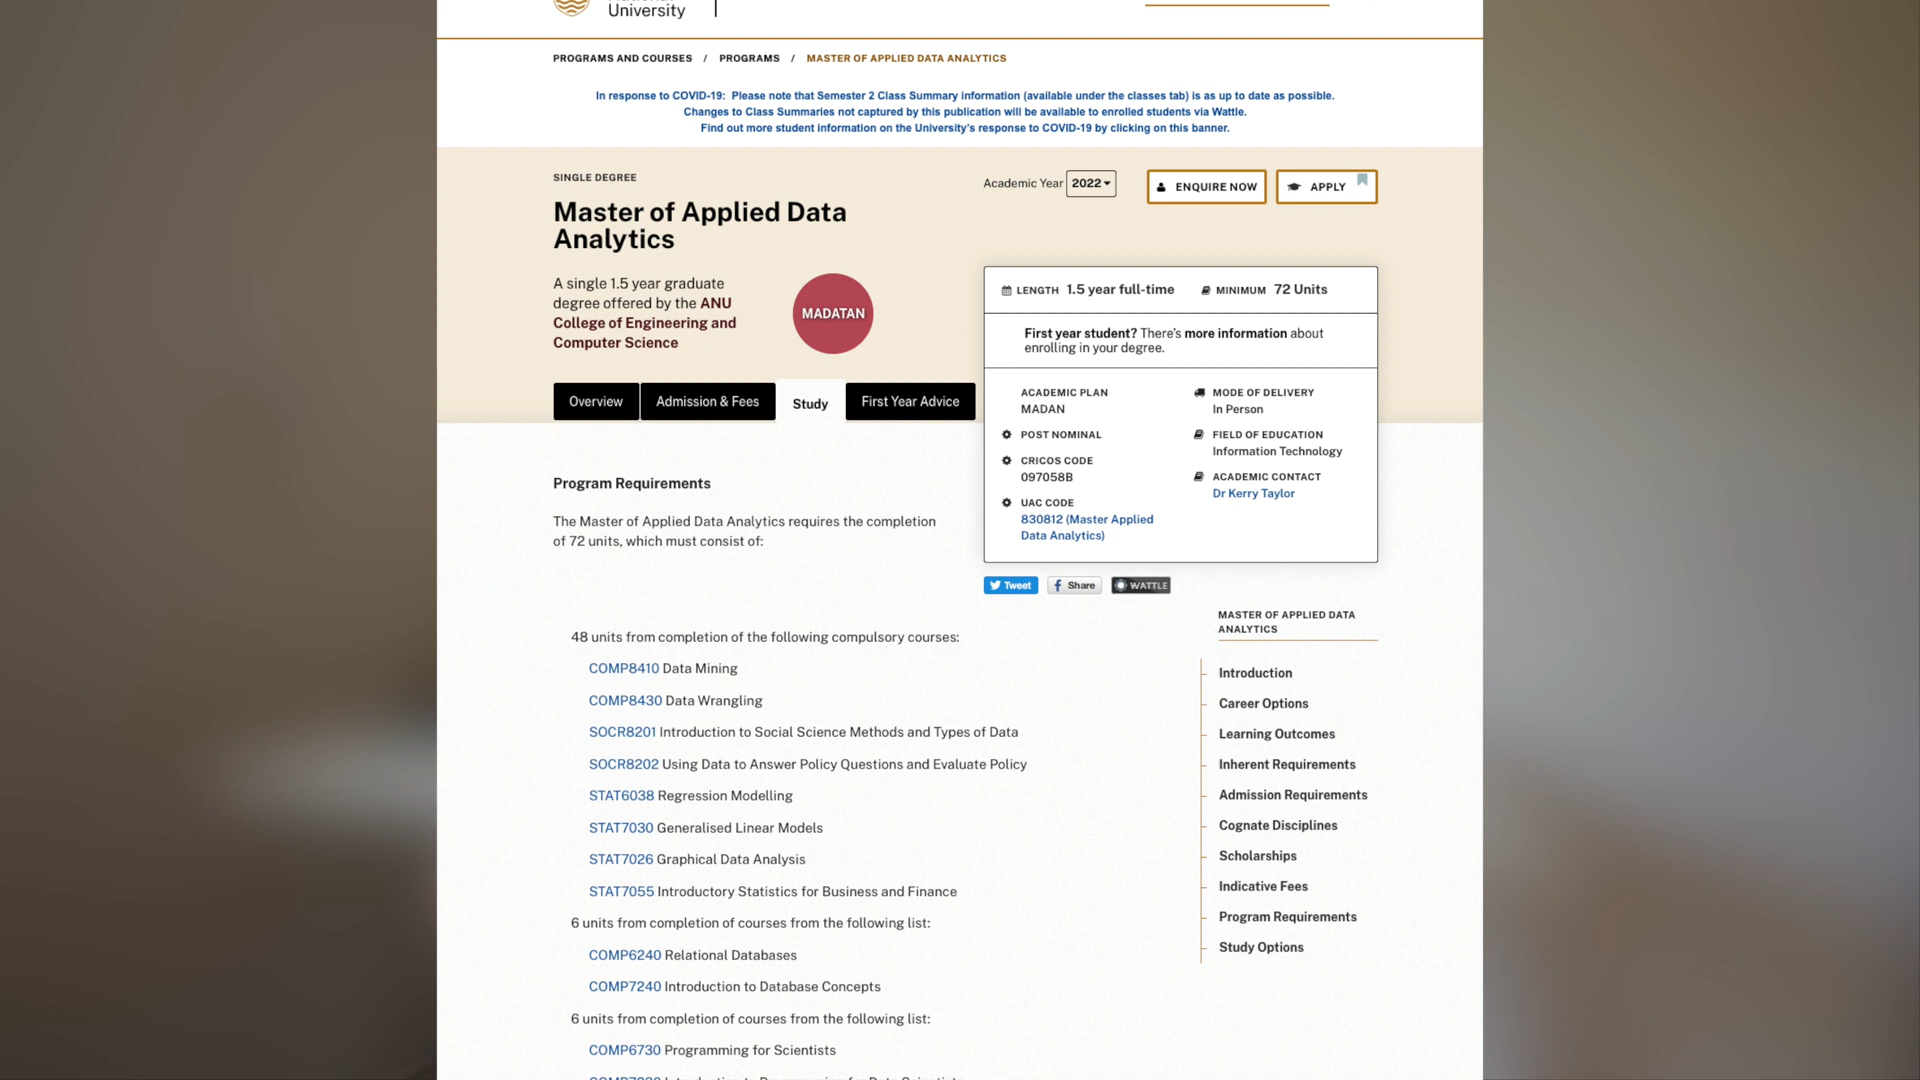 University
PROGRAMS AND COURSES / PROGRAMS / MASTER OF APPLIED DATA ANALYTICS
In response to COVID-19: Please note that Semester 2 Class Summary information (available under the classes tab) is as up to date as possible.
Changes to Class Summaries not captured by this publication will be available to enrolled students via Wattle.
Find out more student information on the University's response to COVID-19 by clicking on this banner.
SINGLE DEGREE
Academic Year 2022
ENQUIRE NOW
APPLY
Master of Applied Data
Analytics
A single 1.5 year graduate
degree offered by the ANU
College of Engineering and
Computer Science
MADATAN
LENGTH 1.5 year full-time MINIMUM 72 Units
First year student? There's more information about
enrolling in your degree.
ACADEMIC PLAN
MADAN
POST NOMINAL
CRICOS CODE
097058B
UAC CODE
830812 (Master Applied
Data Analytics)
MODE OF DELIVERY
In Person
FIELD OF EDUCATION
Information Technology
ACADEMIC CONTACT
Dr Kerry Taylor
Overview
Admission & Fees
Study
First Year Advice
Tweet
Share
WATTLE
Program Requirements
The Master of Applied Data Analytics requires the completion
of 72 units, which must consist of:
48 units from completion of the following compulsory courses:
COMP8410 Data Mining
COMP8430 Data Wrangling
SOCR8201 Introduction to Social Science Methods and Types of Data
SOCR8202 Using Data to Answer Policy Questions and Evaluate Policy
STAT6038 Regression Modelling
STAT7030 Generalised Linear Models
STAT7026 Graphical Data Analysis
STAT7055 Introductory Statistics for Business and Finance
6 units from completion of courses from the following list:
COMP6240 Relational Databases
COMP7240 Introduction to Database Concepts
6 units from completion of courses from the following list:
COMP6730 Programming for Scientists
MASTER OF APPLIED DATA
ANALYTICS
Introduction
Career Options
Learning Outcomes
Inherent Requirements
Admission Requirements
Cognate Disciplines
Scholarships
Indicative Fees
Program Requirements
Study Options